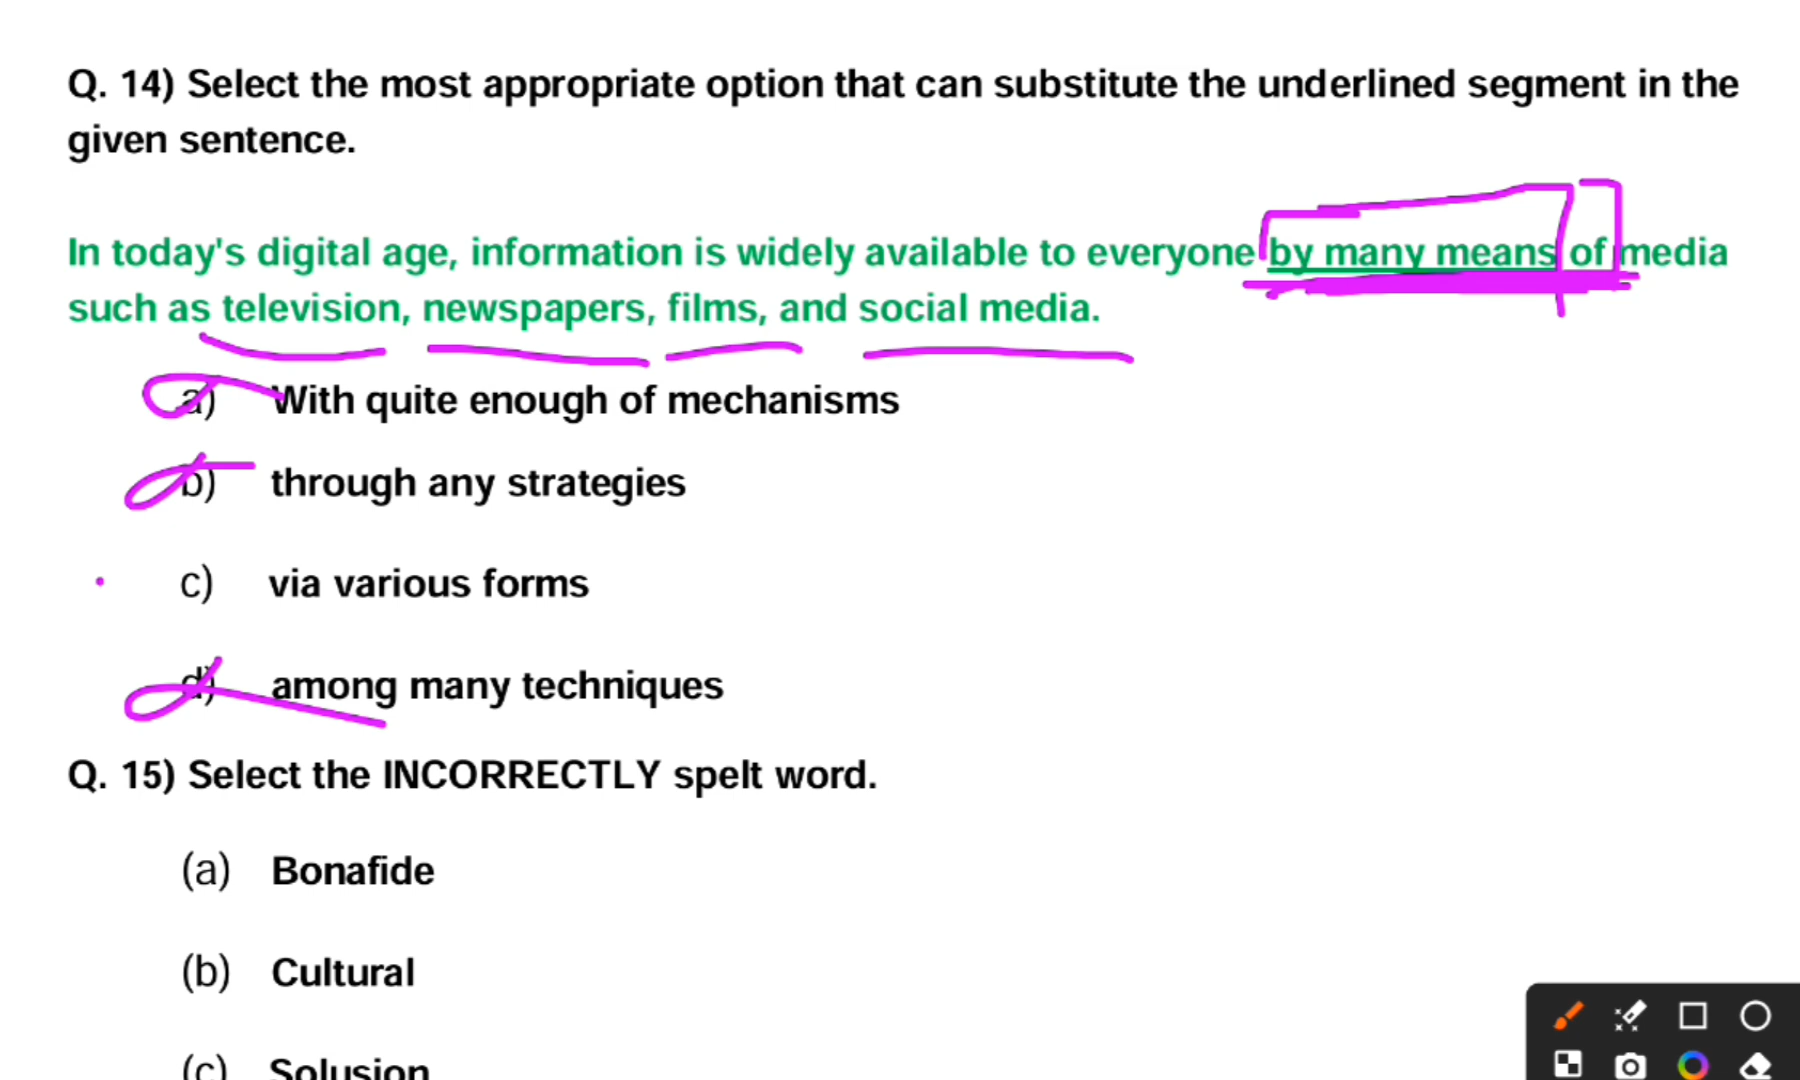 Q. 14) Select the most appropriate option that can substitute the underlined segment in the
given sentence.
In today's digital age, information is widely available to everyone by many means of media
such as television, newspapers, films, and social media.
a) With quite enough of mechanisms
b) through any strategies
c) via various forms
d) among many techniques
Q. 15) Select the INCORRECTLY spelt word.
(a) Bonafide
(b) Cultural
(c) Solusion